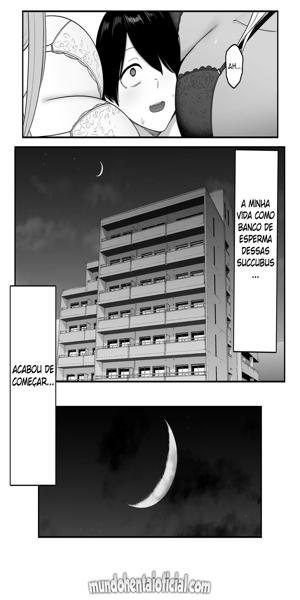 AH...
A MINHA
VIDA COMO
BANCO DE
ESPERMA
DESSAS
SUCCUBUS
...
ACABOU DE
COMEÇAR...
mundohentaioficial.com